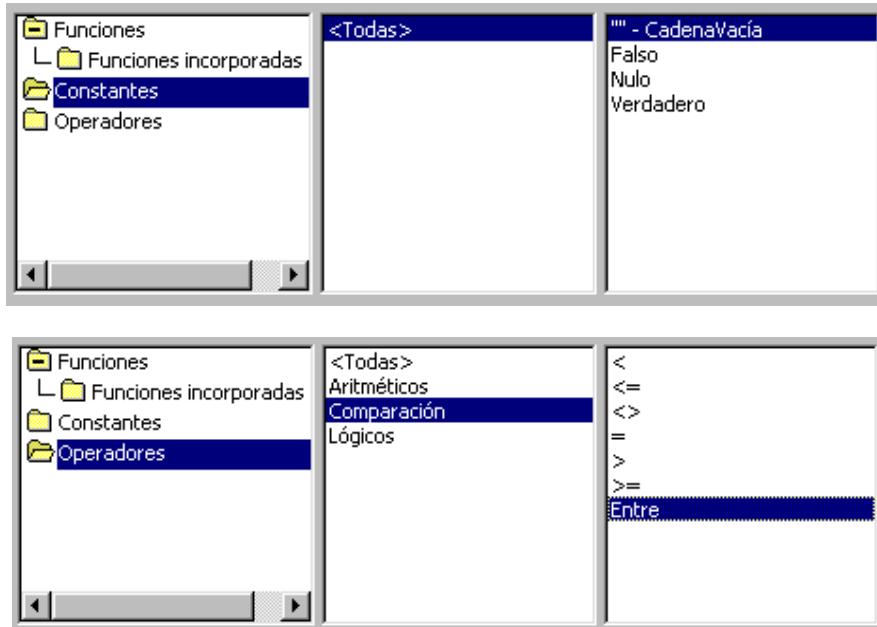 Funciones
Funciones incorporadas
Constantes
Operadores
<Todas>
"" - CadenaVacía
Falso
Nulo
Verdadero
Funciones
Funciones incorporadas
Constantes
Operadores
<Todas>
Aritméticos
Comparación
Lógicos
<
<=
<>
=
>
>=
Entre